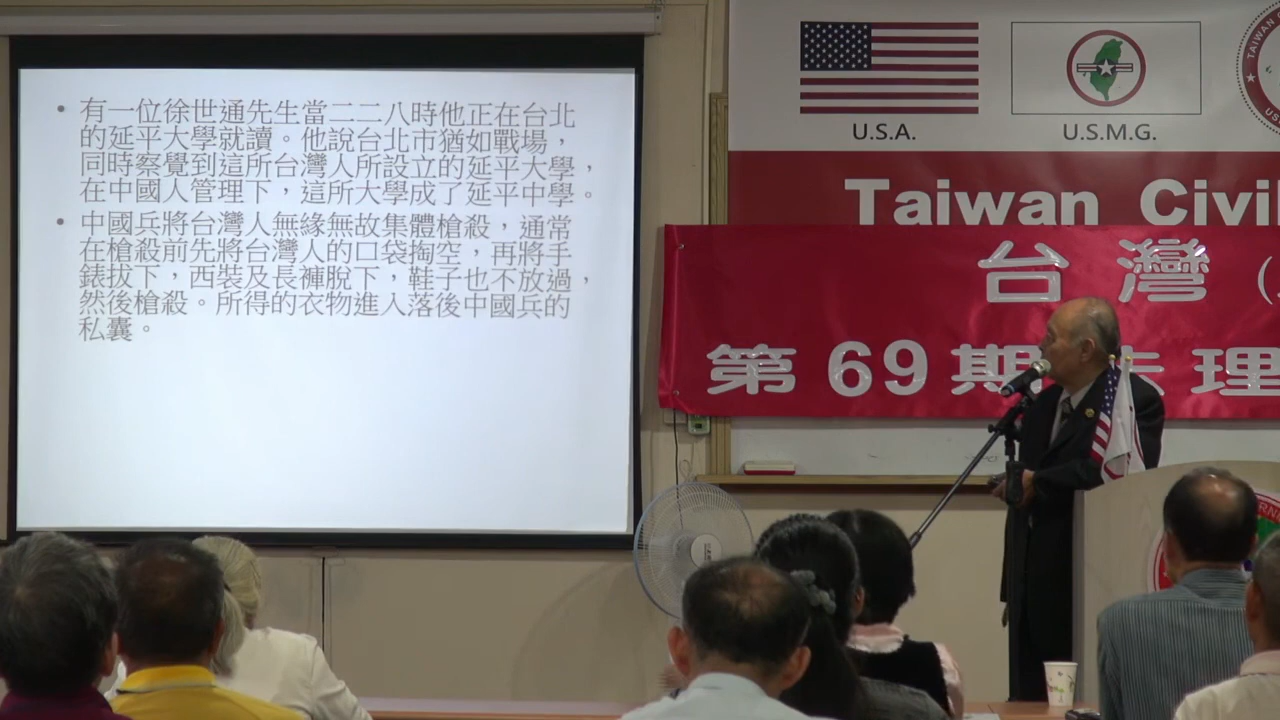 • 有一位徐世通先生當二二八時他正在台北
的延平大學就讀。他說台北市猶如戰場，
同時察覺到這所台灣人所設立的延平大學，
在中國人管理下，這所大學成了延平中學。
• 中國兵將台灣人無緣無故集體槍殺，通常
在槍殺前先將台灣人的口袋掏空，再將手
錶拔下，西裝及長褲脫下，鞋子也不放過，
然後槍殺。所得的衣物進入落後中國兵的
私囊。
U.S.A.
U.S.M.G.
Taiwan Civi
台灣（
第69期
理